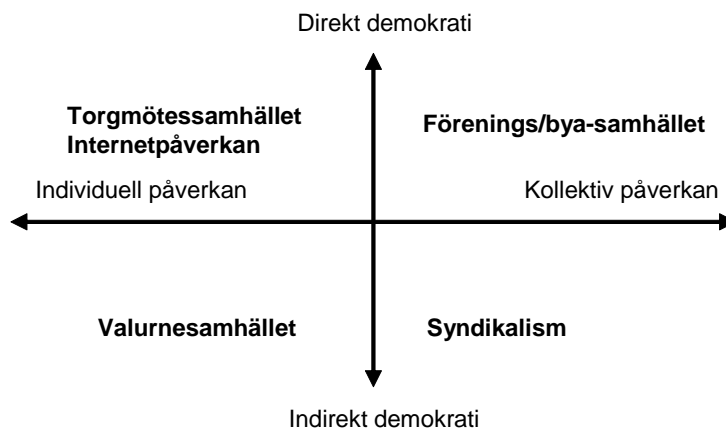 Direkt demokrati
Torgmötessamhället
Internetpåverkan
Förenings/bya-samhället
Individuell påverkan
Kollektiv påverkan
Valurnesamhället
Syndikalism
Indirekt demokrati